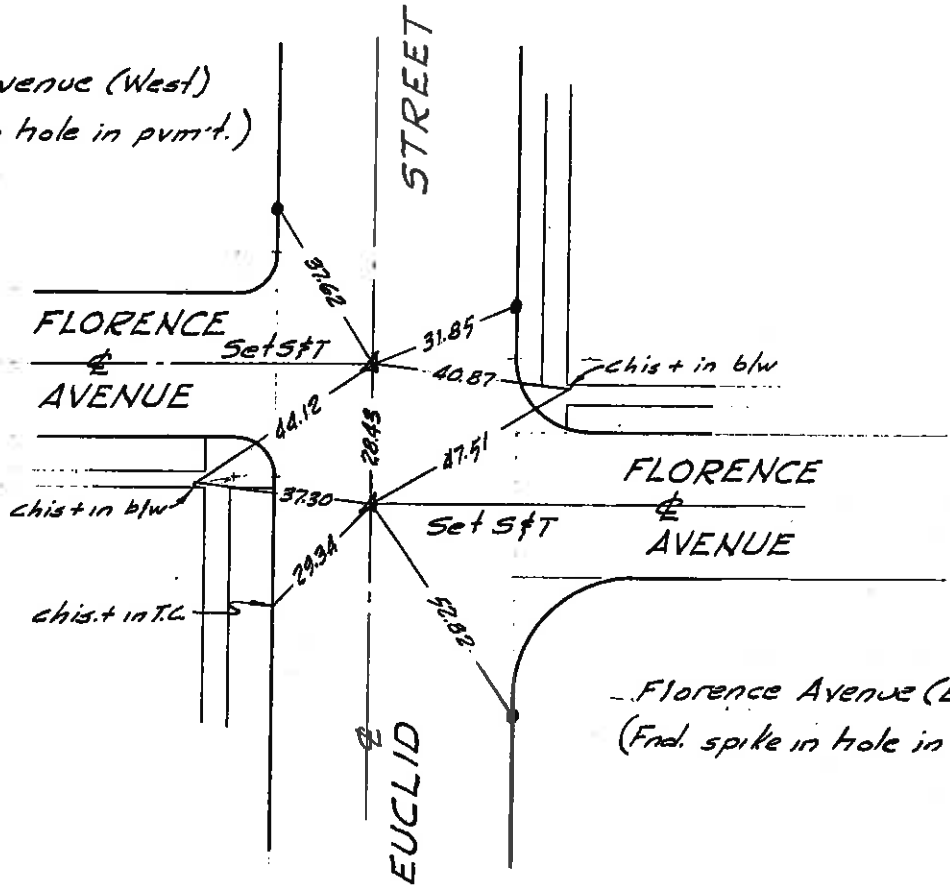 (West)
hole in pvm't.)
STREET
37.62
FLORENCE
Set S&T
31.85
℄
40.87
chis + in b/w
AVENUE
44.12
28.43
47.51
FLORENCE
chis + in b/w
37.30
℄
Set S&T
AVENUE
29.34
chis. + in T.C.
52.82
Florence Avenue
(Fnd. spike in hole in
℄
EUCLID